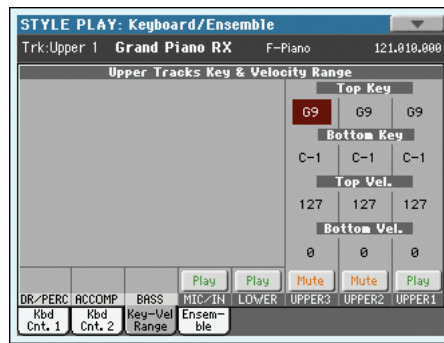 STYLE PLAY: Keyboard/Ensemble
Trk:Upper 1 Grand Piano RX F-Piano 121.010.000
Upper Tracks Key & Velocity Range
Top Key
G9 G9 G9
Bottom Key
C-1 C-1 C-1
Top Vel.
127 127 127
Bottom Vel.
0 0 0
Play Play Mute Mute Play
DR/PERC ACCOMP BASS MIC/IN LOWER UPPER3 UPPER2 UPPER1
Kbd Kbd Key-Vel Ensem-
Cnt. 1 Cnt. 2 Range ble